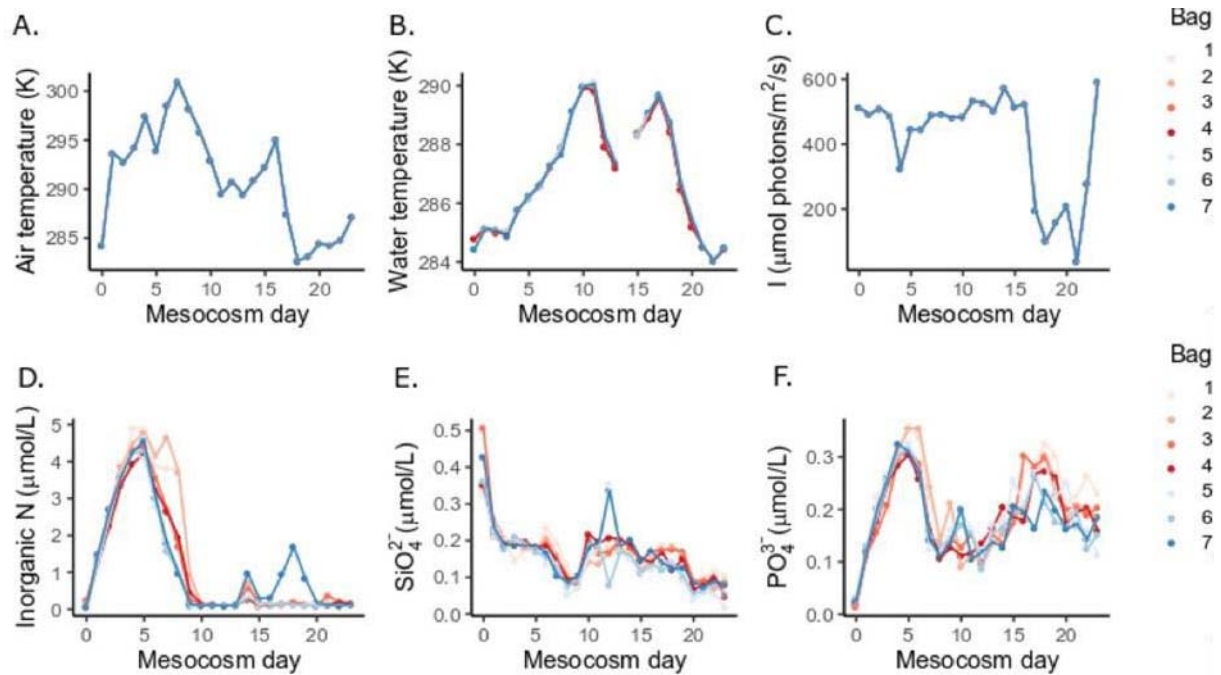 A.
Air temperature (K)
300
295
290
285
0 5 10 15 20
Mesocosm day
B.
Water temperature (K)
290
288
286
284
0 5 10 15 20
Mesocosm day
C.
I (μmol photons/m²/s)
600
400
200
0 5 10 15 20
Mesocosm day
Bag
1
2
3
4
5
6
7
D.
Inorganic N (μmol/L)
5
4
3
2
1
0
0 5 10 15 20
Mesocosm day
E.
SiO₄²⁻ (μmol/L)
0.5
0.4
0.3
0.2
0.1
0.0
0 5 10 15 20
Mesocosm day
F.
PO₄³⁻ (μmol/L)
0.3
0.2
0.1
0.0
0 5 10 15 20
Mesocosm day
Bag
1
2
3
4
5
6
7